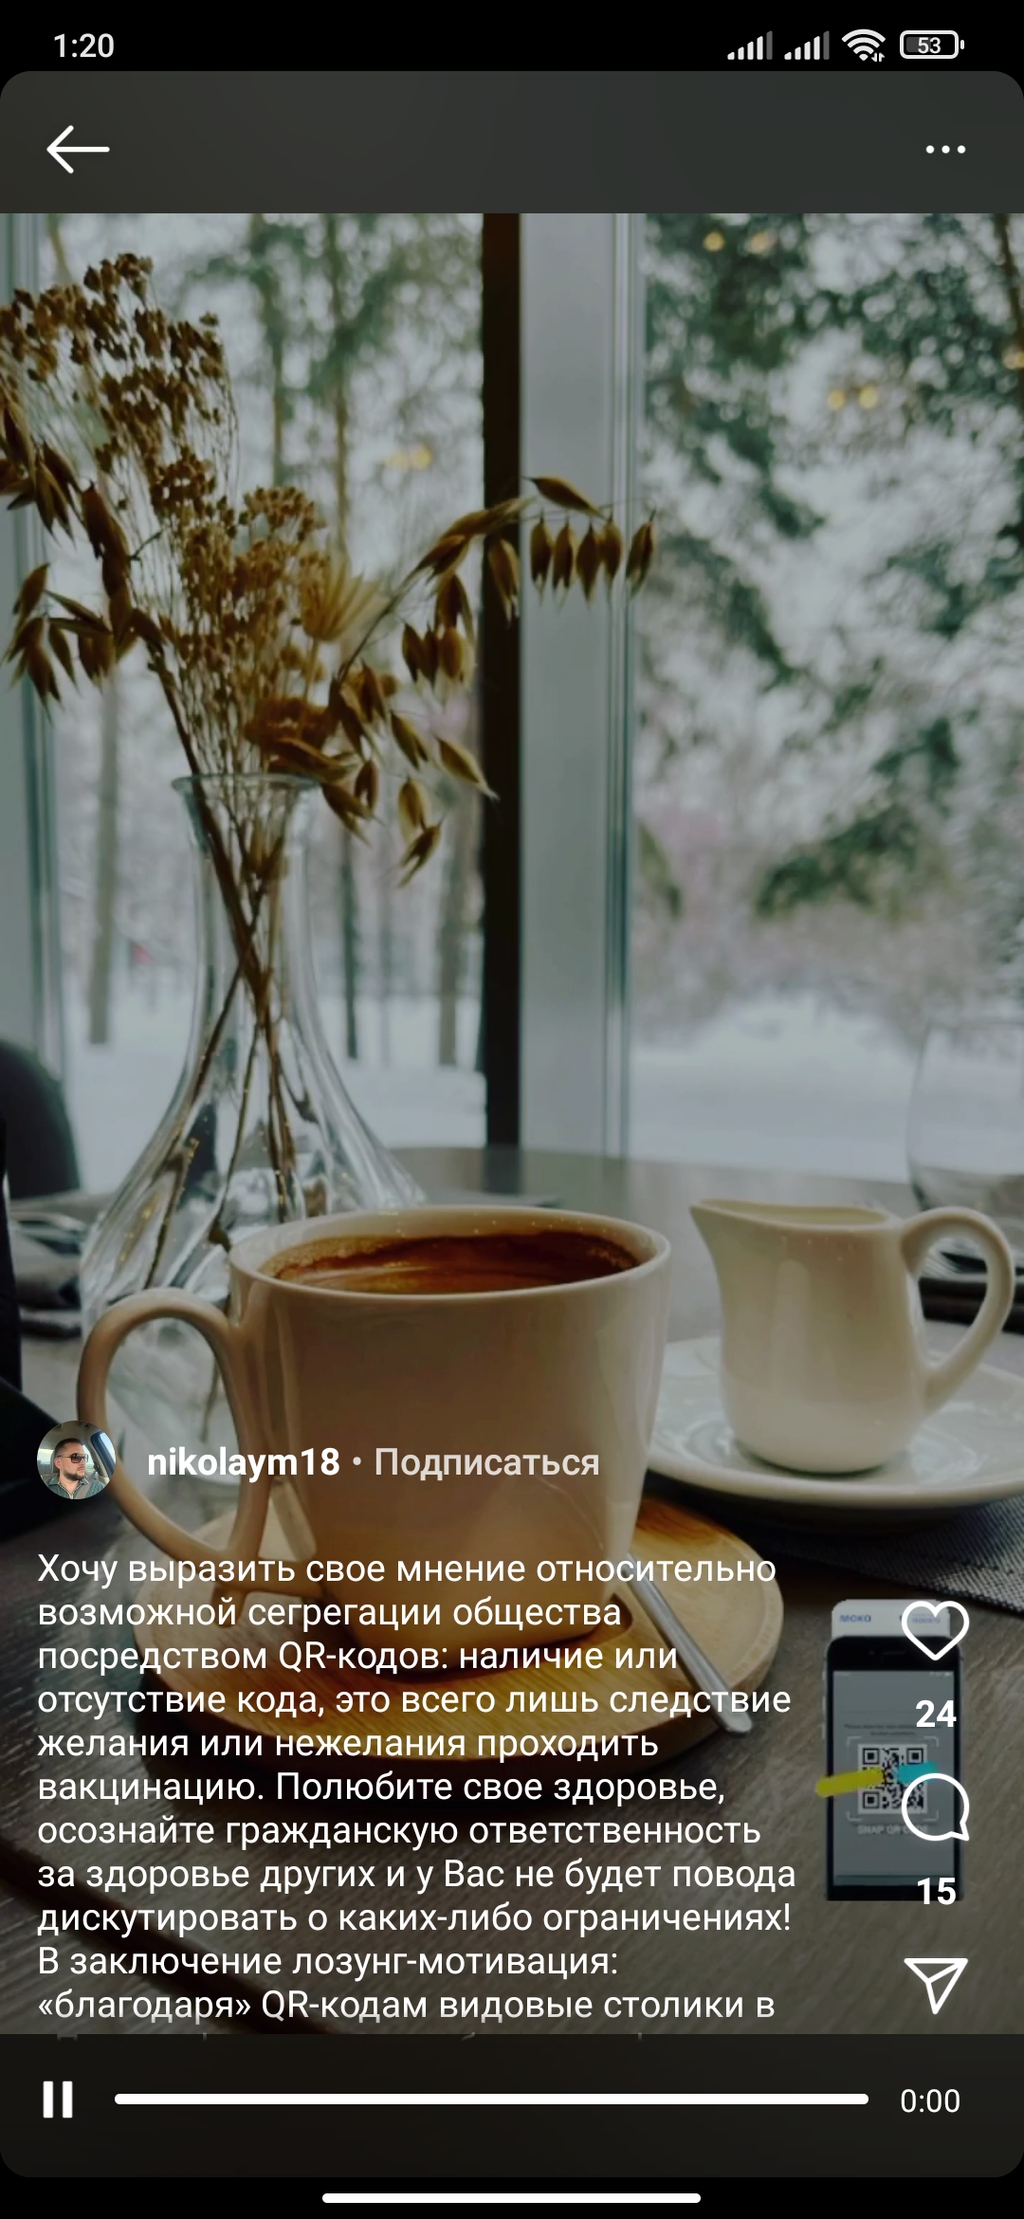 1:20
53
nikolaym18 • Подписаться
Хочу выразить свое мнение относительно
возможной сегрегации общества
посредством QR-кодов: наличие или
отсутствие кода, это всего лишь следствие
желания или нежелания проходить
вакцинацию. Полюбите свое здоровье,
осознайте гражданскую ответственность
за здоровье других и у Вас не будет повода
дискутировать о каких-либо ограничениях!
В заключение лозунг-мотивация:
«благодаря» QR-кодам видовые столики в
24
15
0:00